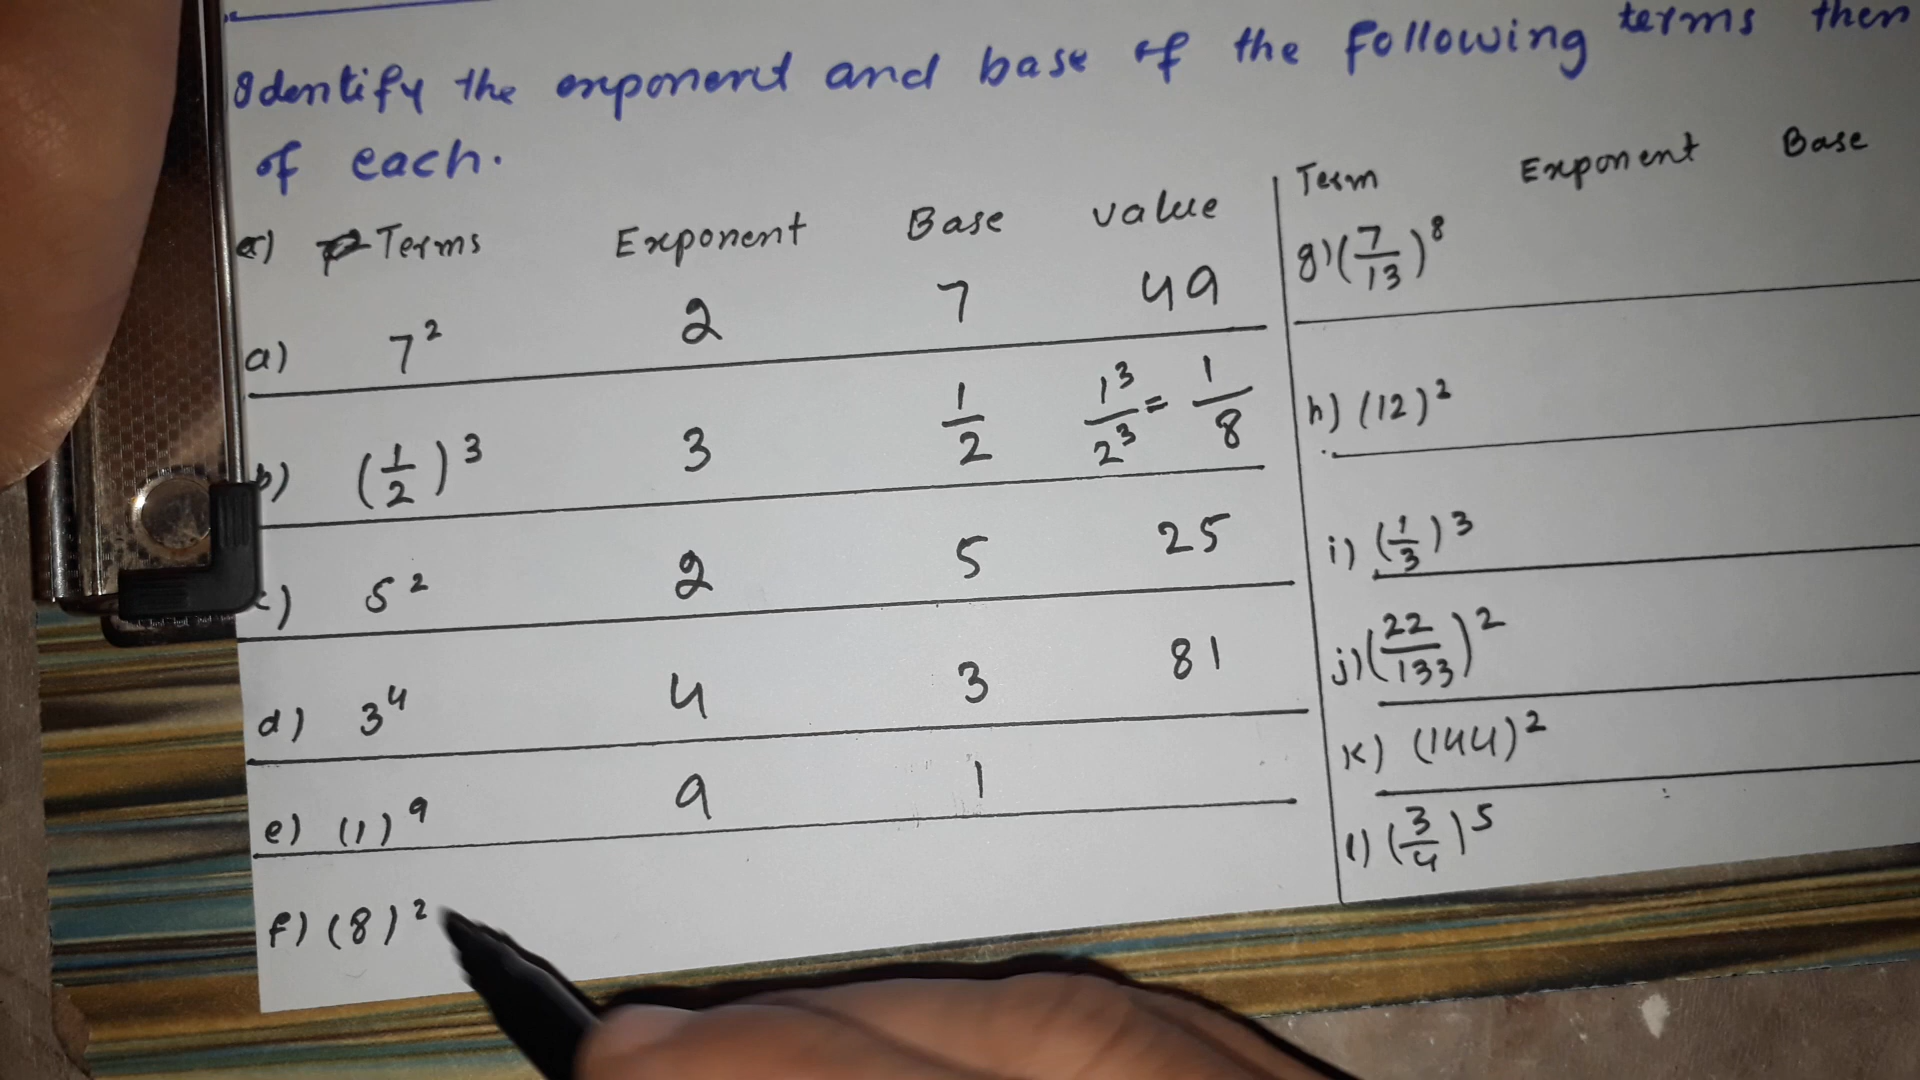 Identify the exponent and base of the following terms then
of each.
Terms Exponent Base value
a) 7² 2 7 49
b) (1/2)³ 3 1/2 1³/2³ = 1/8
c) 5² 2 5 25
d) 3⁴ 4 3 81
e) (1)⁹ 9 1
f) (8)²
Term Exponent Base
g) (7/13)⁸
h) (12)²
i) (1/3)³
j) (22/133)²
k) (144)²
l) (3/4)⁵